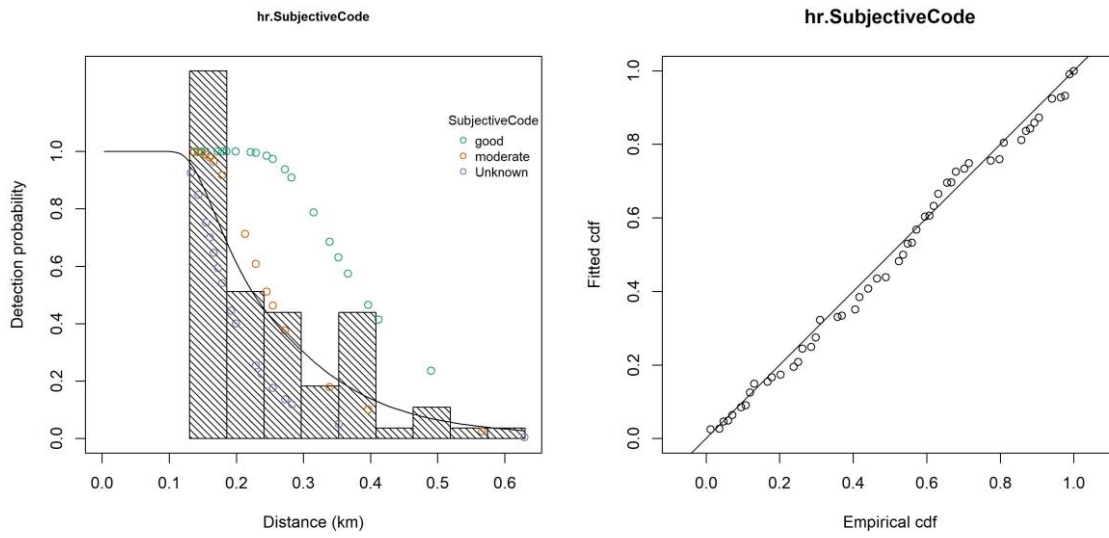 hr.SubjectiveCode
Detection probability
1.0
0.8
0.6
0.4
0.2
0.0
SubjectiveCode
good
moderate
Unknown
0.0 0.1 0.2 0.3 0.4 0.5 0.6
Distance (km)
hr.SubjectiveCode
Fitted cdf
1.0
0.8
0.6
0.4
0.2
0.0
0.0 0.2 0.4 0.6 0.8 1.0
Empirical cdf